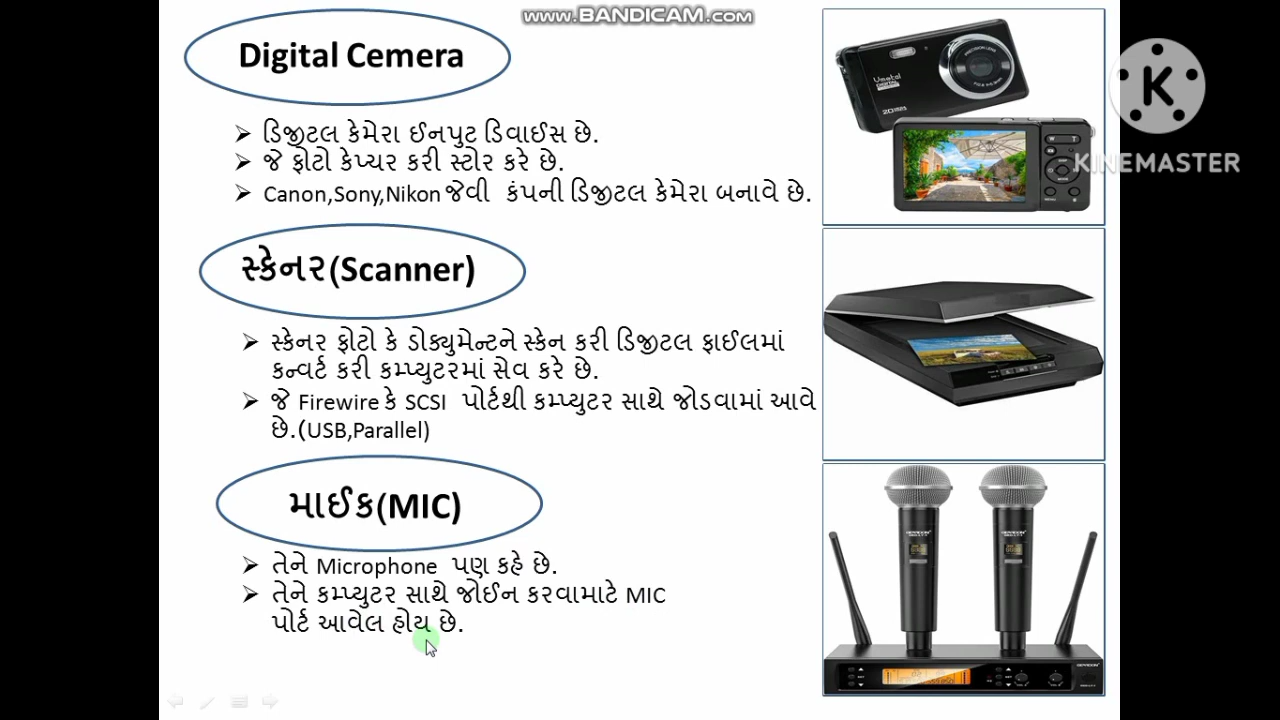 www.BANDICAM.com
Digital Cemera
ડિજીટલ કેમેરા ઈનપુટ ડિવાઈસ છે.
જે ફોટો કેપ્ચર કરી સ્ટોર કરે છે.
Canon,Sony,Nikon જેવી કંપની ડિજીટલ કેમેરા બનાવે છે.
K
KINEMASTER
સ્કેનર(Scanner)
સ્કેનર ફોટો કે ડોક્યુમેન્ટને સ્કેન કરી ડિજીટલ ફાઈલમાં
કન્વર્ટ કરી કમ્પ્યુટરમાં સેવ કરે છે.
જે Firewire કે SCSI પોર્ટથી કમ્પ્યુટર સાથે જોડવામાં આવે
છે.(USB,Parallel)
માઈક(MIC)
તેને Microphone પણ કહે છે.
તેને કમ્પ્યુટર સાથે જોઈન કરવામાટે MIC
પોર્ટ આવેલ હોય છે.